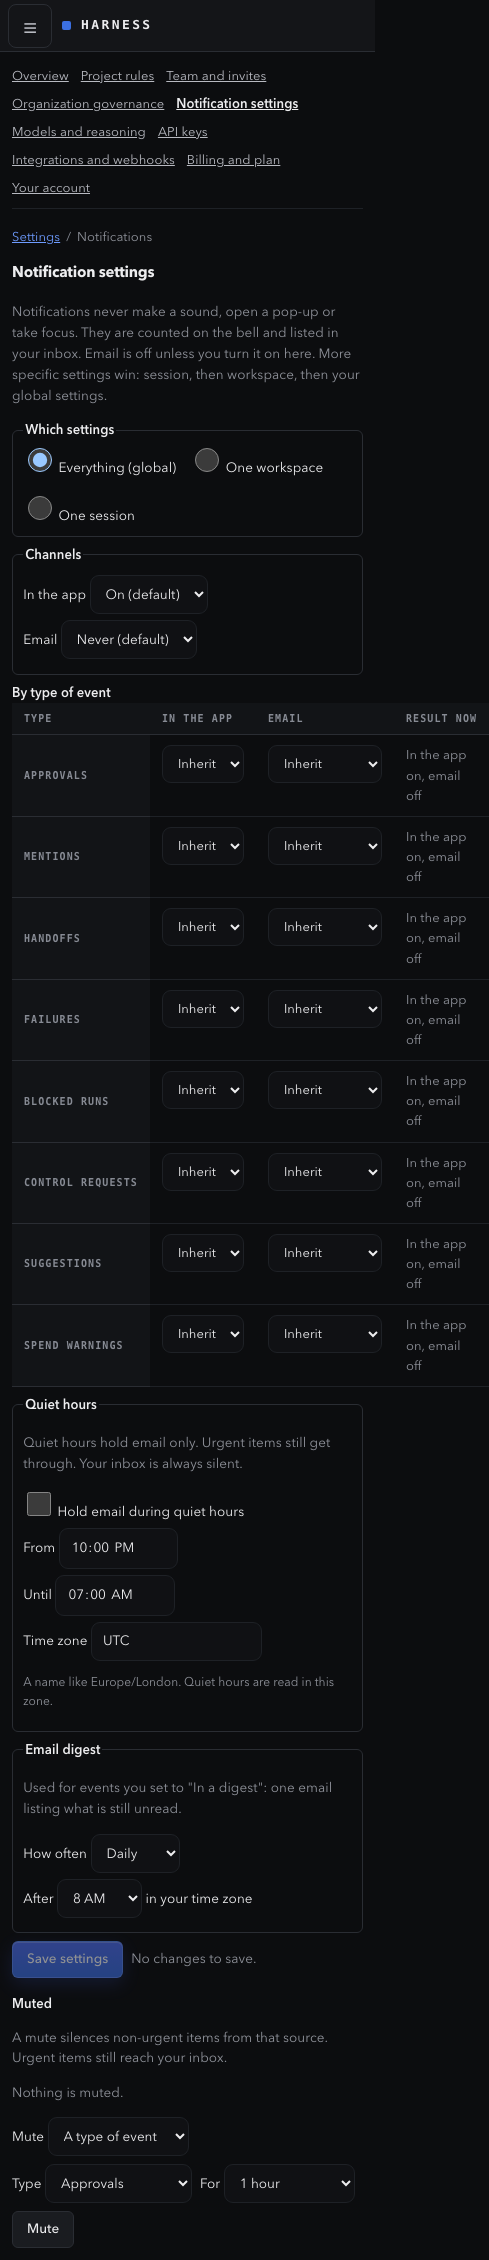 HARNESS
Overview Project rules Team and invites
Organization governance Notification settings
Models and reasoning API keys
Integrations and webhooks Billing and plan
Your account
Settings / Notifications
Notification settings
Notifications never make a sound, open a pop-up or
take focus. They are counted on the bell and listed in
your inbox. Email is off unless you turn it on here. More
specific settings win: session, then workspace, then your
global settings.
Which settings
Everything (global) One workspace
One session
Channels
In the app On (default)
Email Never (default)
By type of event
TYPE IN THE APP EMAIL RESULT NOW
APPROVALS Inherit Inherit In the app
on, email
off
MENTIONS Inherit Inherit In the app
on, email
off
HANDOFFS Inherit Inherit In the app
on, email
off
FAILURES Inherit Inherit In the app
on, email
off
BLOCKED RUNS Inherit Inherit In the app
on, email
off
CONTROL REQUESTS Inherit Inherit In the app
on, email
off
SUGGESTIONS Inherit Inherit In the app
on, email
off
SPEND WARNINGS Inherit Inherit In the app
on, email
off
Quiet hours
Quiet hours hold email only. Urgent items still get
through. Your inbox is always silent.
Hold email during quiet hours
From 10:00 PM
Until 07:00 AM
Time zone UTC
A name like Europe/London. Quiet hours are read in this
zone.
Email digest
Used for events you set to "In a digest": one email
listing what is still unread.
How often Daily
After 8 AM in your time zone
Save settings No changes to save.
Muted
A mute silences non-urgent items from that source.
Urgent items still reach your inbox.
Nothing is muted.
Mute A type of event
Type Approvals For 1 hour
Mute